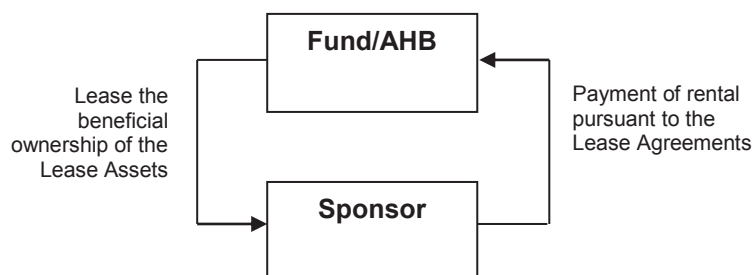 Fund/AHB
Lease the
beneficial
ownership of the
Lease Assets
Payment of rental
pursuant to the
Lease Agreements
Sponsor